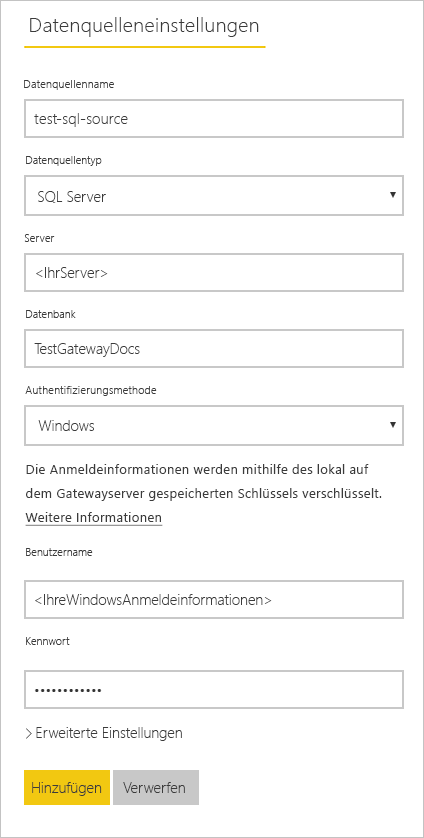 Datenquelleneinstellungen
Datenquellenname
test-sql-source
Datenquellentyp
SQL Server
Server
<IhrServer>
Datenbank
TestGatewayDocs
Authentifizierungsmethode
Windows
Die Anmeldeinformationen werden mithilfe des lokal auf
dem Gatewayserver gespeicherten Schlüssels verschlüsselt.
Weitere Informationen
Benutzername
<IhreWindowsAnmeldeinformationen>
Kennwort
••••••••••••
> Erweiterte Einstellungen
Hinzufügen Verwerfen